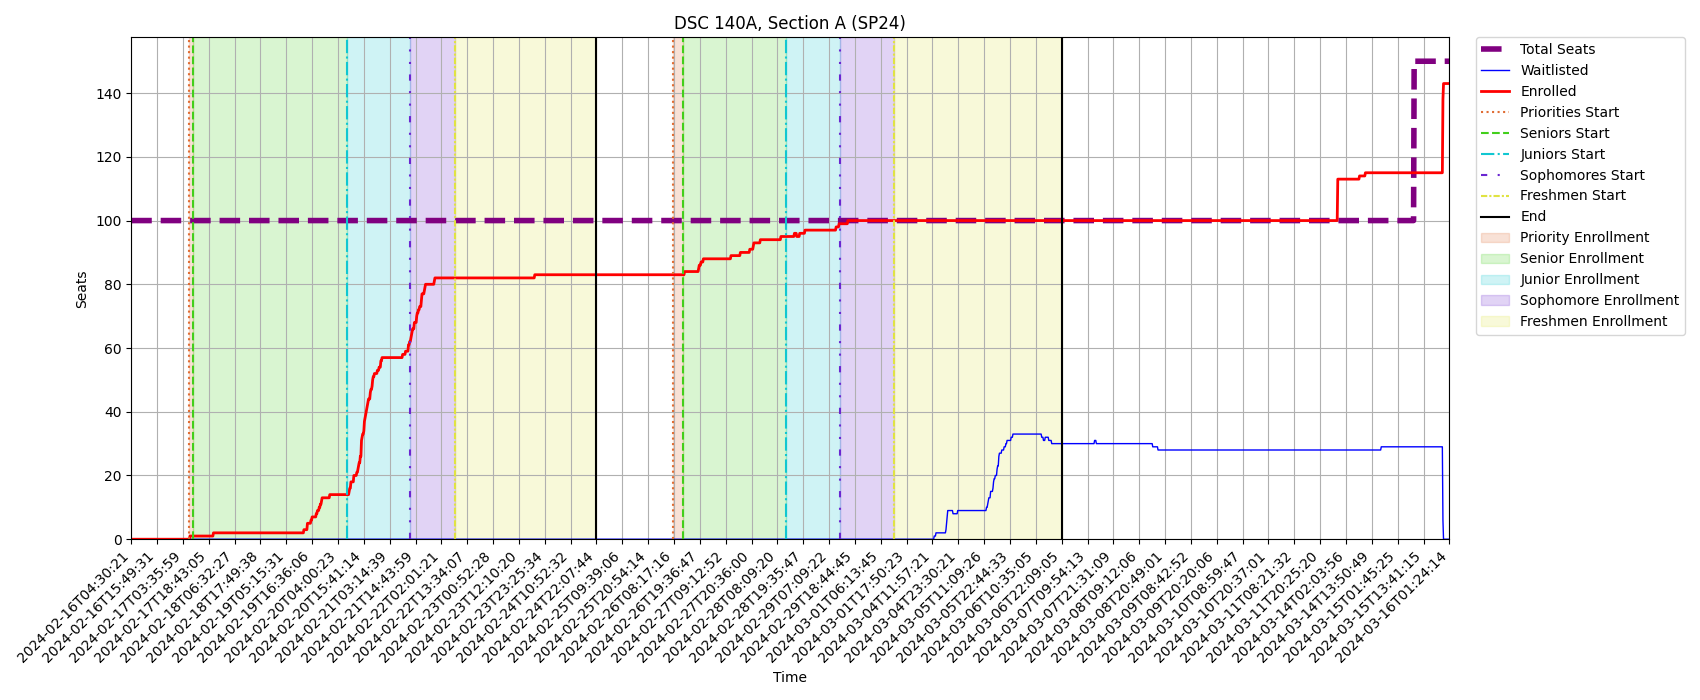 DSC 140A, Section A (SP24)
Total Seats
Waitlisted
Enrolled
Priorities Start
Seniors Start
Juniors Start
Sophomores Start
Freshmen Start
End
Priority Enrollment
Senior Enrollment
Junior Enrollment
Sophomore Enrollment
Freshmen Enrollment
Seats
140
120
100
80
60
40
20
0
2024-02-16T04:30:21
2024-02-16T15:49:31
2024-02-17T03:35:59
2024-02-17T18:43:05
2024-02-18T06:32:27
2024-02-18T17:49:38
2024-02-19T05:15:31
2024-02-19T16:36:06
2024-02-20T04:00:23
2024-02-20T15:41:14
2024-02-21T03:14:39
2024-02-21T14:43:59
2024-02-22T02:01:21
2024-02-22T13:34:07
2024-02-23T00:52:28
2024-02-23T12:10:20
2024-02-23T23:25:34
2024-02-24T10:52:32
2024-02-24T22:07:44
2024-02-25T09:39:06
2024-02-25T20:54:14
2024-02-26T08:17:16
2024-02-26T19:36:47
2024-02-27T09:12:52
2024-02-27T20:36:00
2024-02-28T08:09:20
2024-02-28T19:35:47
2024-02-29T07:09:22
2024-02-29T18:44:45
2024-03-01T06:13:45
2024-03-01T17:50:23
2024-03-04T11:57:21
2024-03-04T23:30:21
2024-03-05T11:09:26
2024-03-05T22:44:33
2024-03-06T10:35:05
2024-03-06T22:09:05
2024-03-07T09:54:13
2024-03-07T21:31:09
2024-03-08T09:12:06
2024-03-08T20:49:01
2024-03-09T08:42:52
2024-03-09T20:20:06
2024-03-10T08:59:47
2024-03-10T20:37:01
2024-03-11T08:21:32
2024-03-11T20:25:20
2024-03-14T02:03:56
2024-03-14T13:50:49
2024-03-15T01:45:25
2024-03-15T13:41:15
2024-03-16T01:24:14
Time